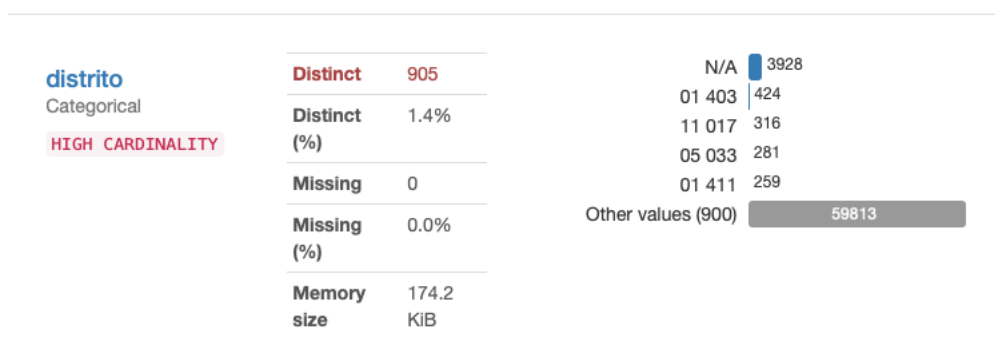 distrito
Categorical
HIGH CARDINALITY
Distinct 905
Distinct 1.4%
(%)
Missing 0
Missing 0.0%
(%)
Memory 174.2
size KiB
N/A 3928
01 403 424
11 017 316
05 033 281
01 411 259
Other values (900) 59813